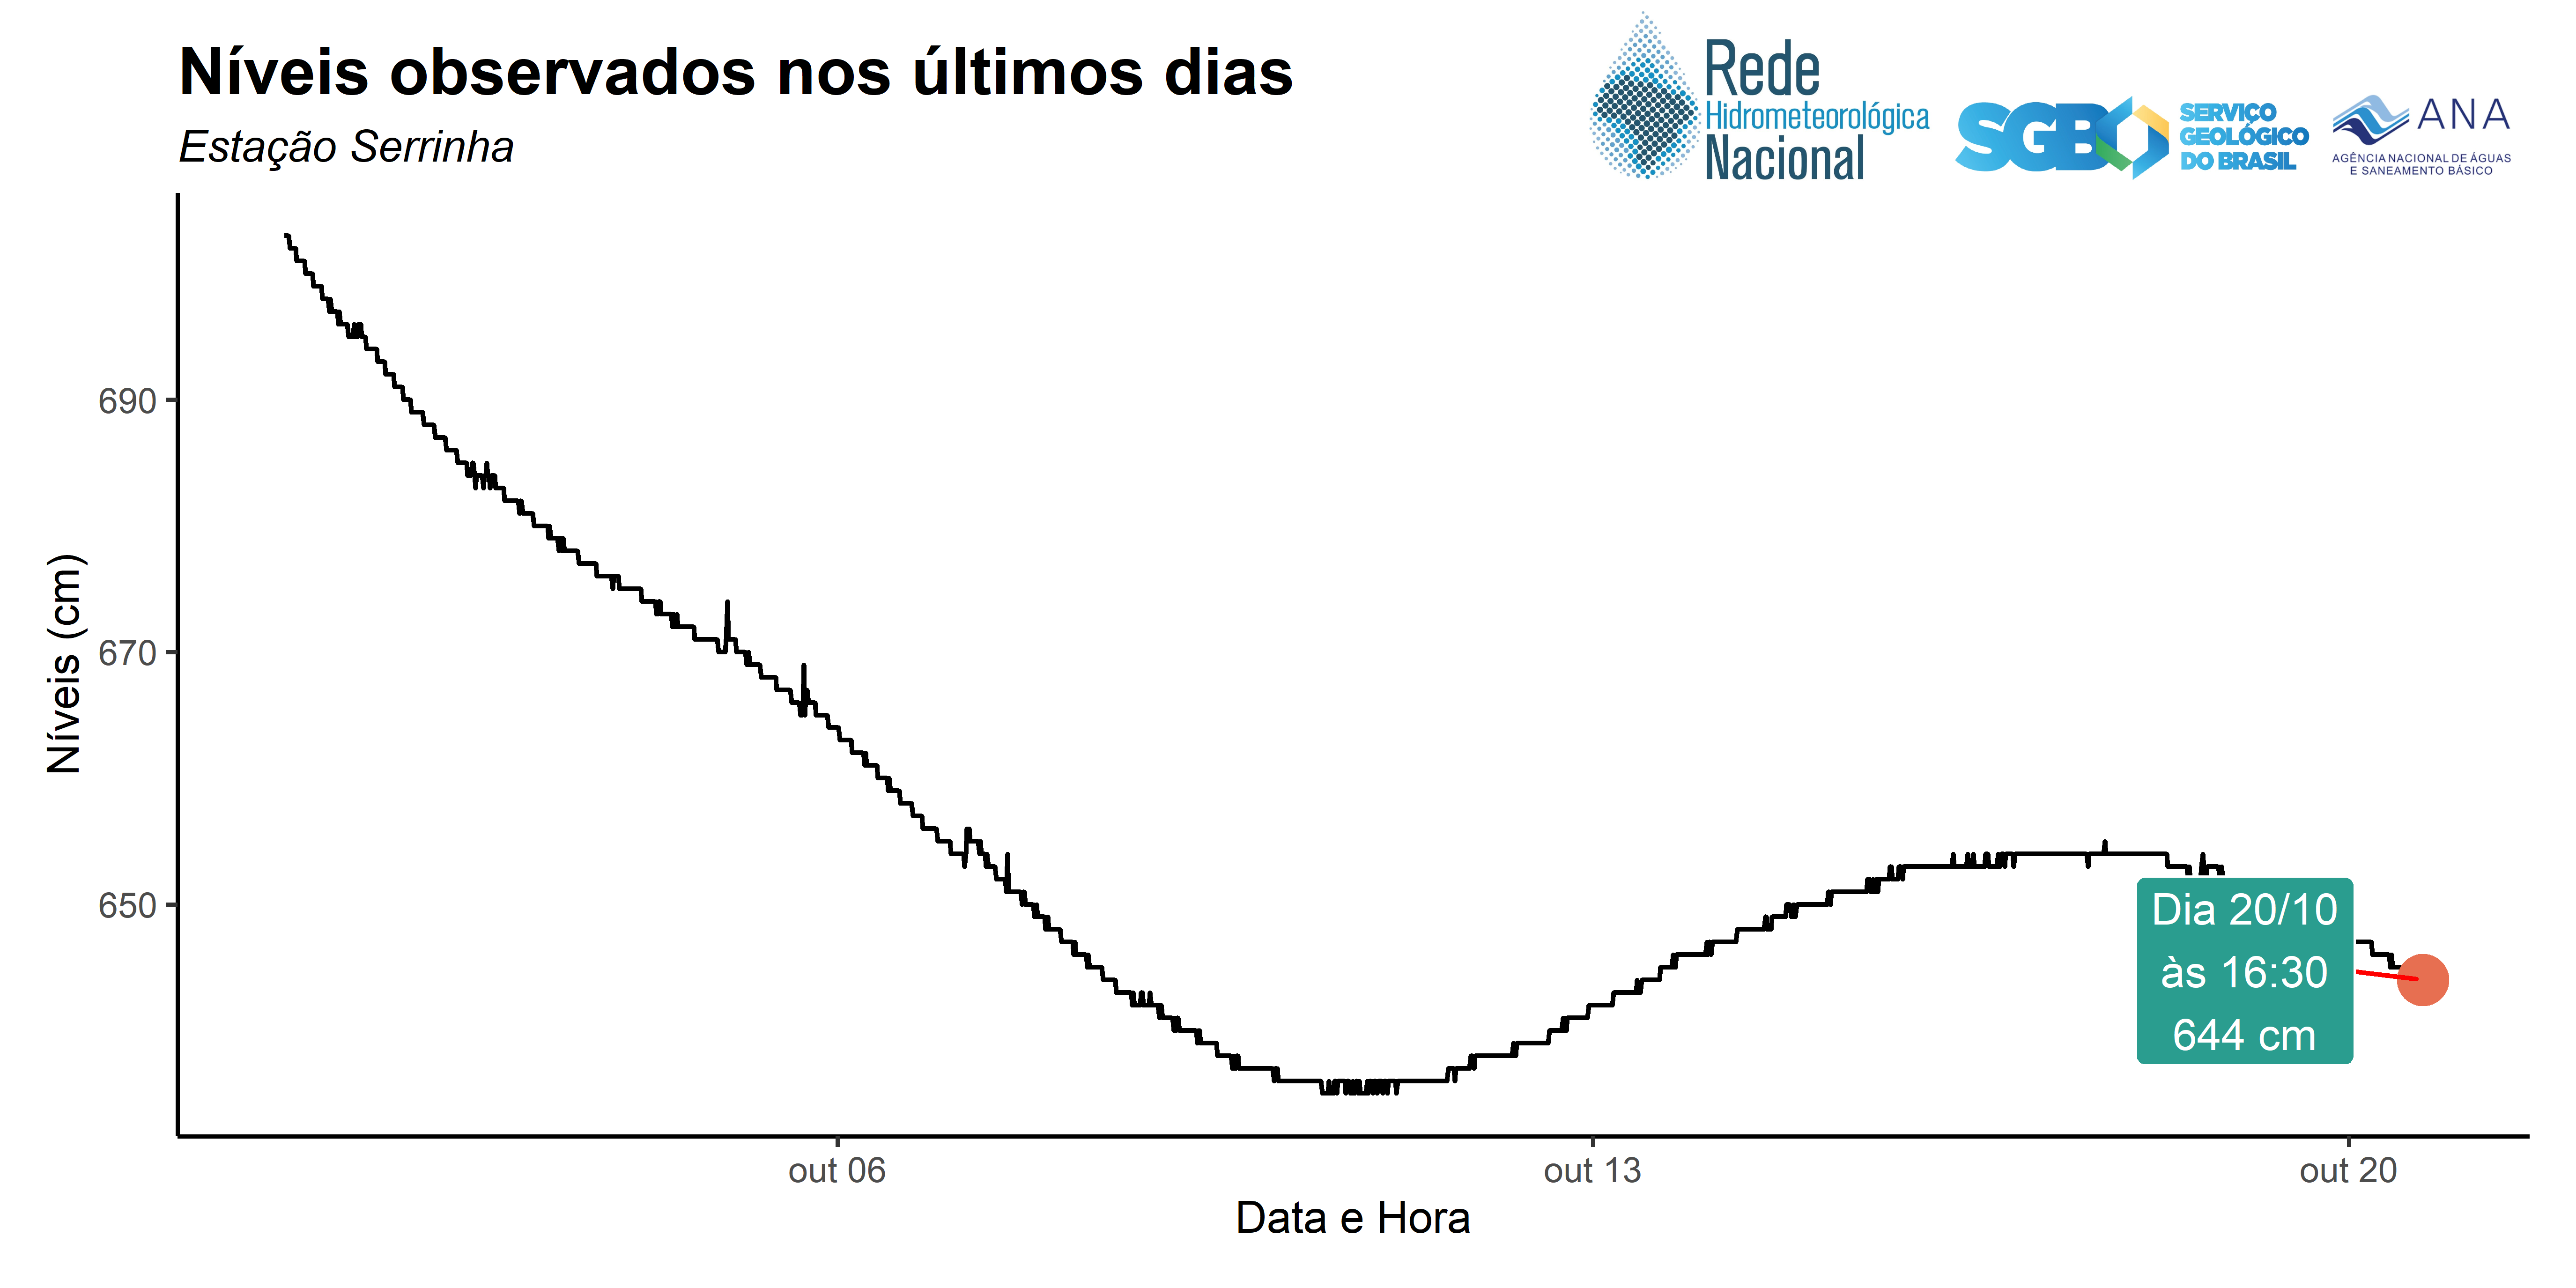 Níveis observados nos últimos dias
Estação Serrinha
Rede
Hidrometeorológica
Nacional
SGB
SERVIÇO
GEOLÓGICO
DO BRASIL
ANA
AGÊNCIA NACIONAL DE ÁGUAS
E SANEAMENTO BÁSICO
Níveis (cm)
690
670
650
Dia 20/10
às 16:30
644 cm
out 06
out 13
out 20
Data e Hora